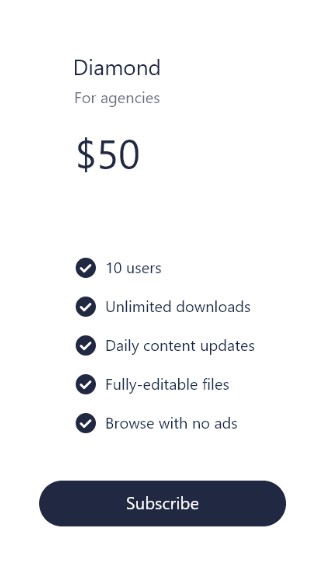 Diamond
For agencies
$50
10 users
Unlimited downloads
Daily content updates
Fully-editable files
Browse with no ads
Subscribe